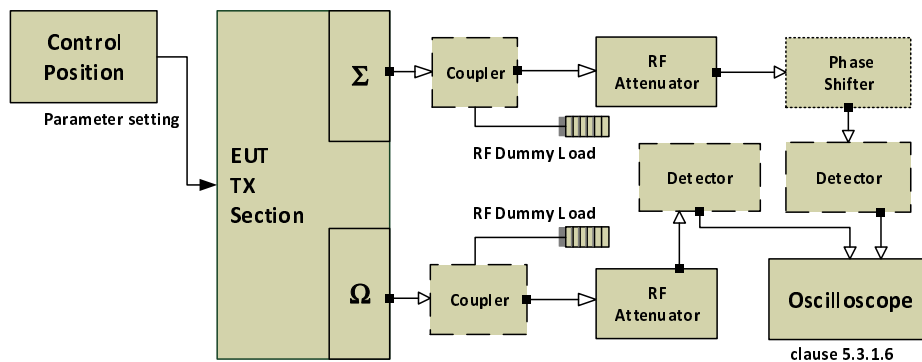 Control
Position
Parameter setting
EUT
TX
Section
Σ
Ω
Coupler
RF
Attenuator
Phase
Shifter
RF Dummy Load
Detector
Detector
RF Dummy Load
Coupler
RF
Attenuator
Oscilloscope
clause 5.3.1.6